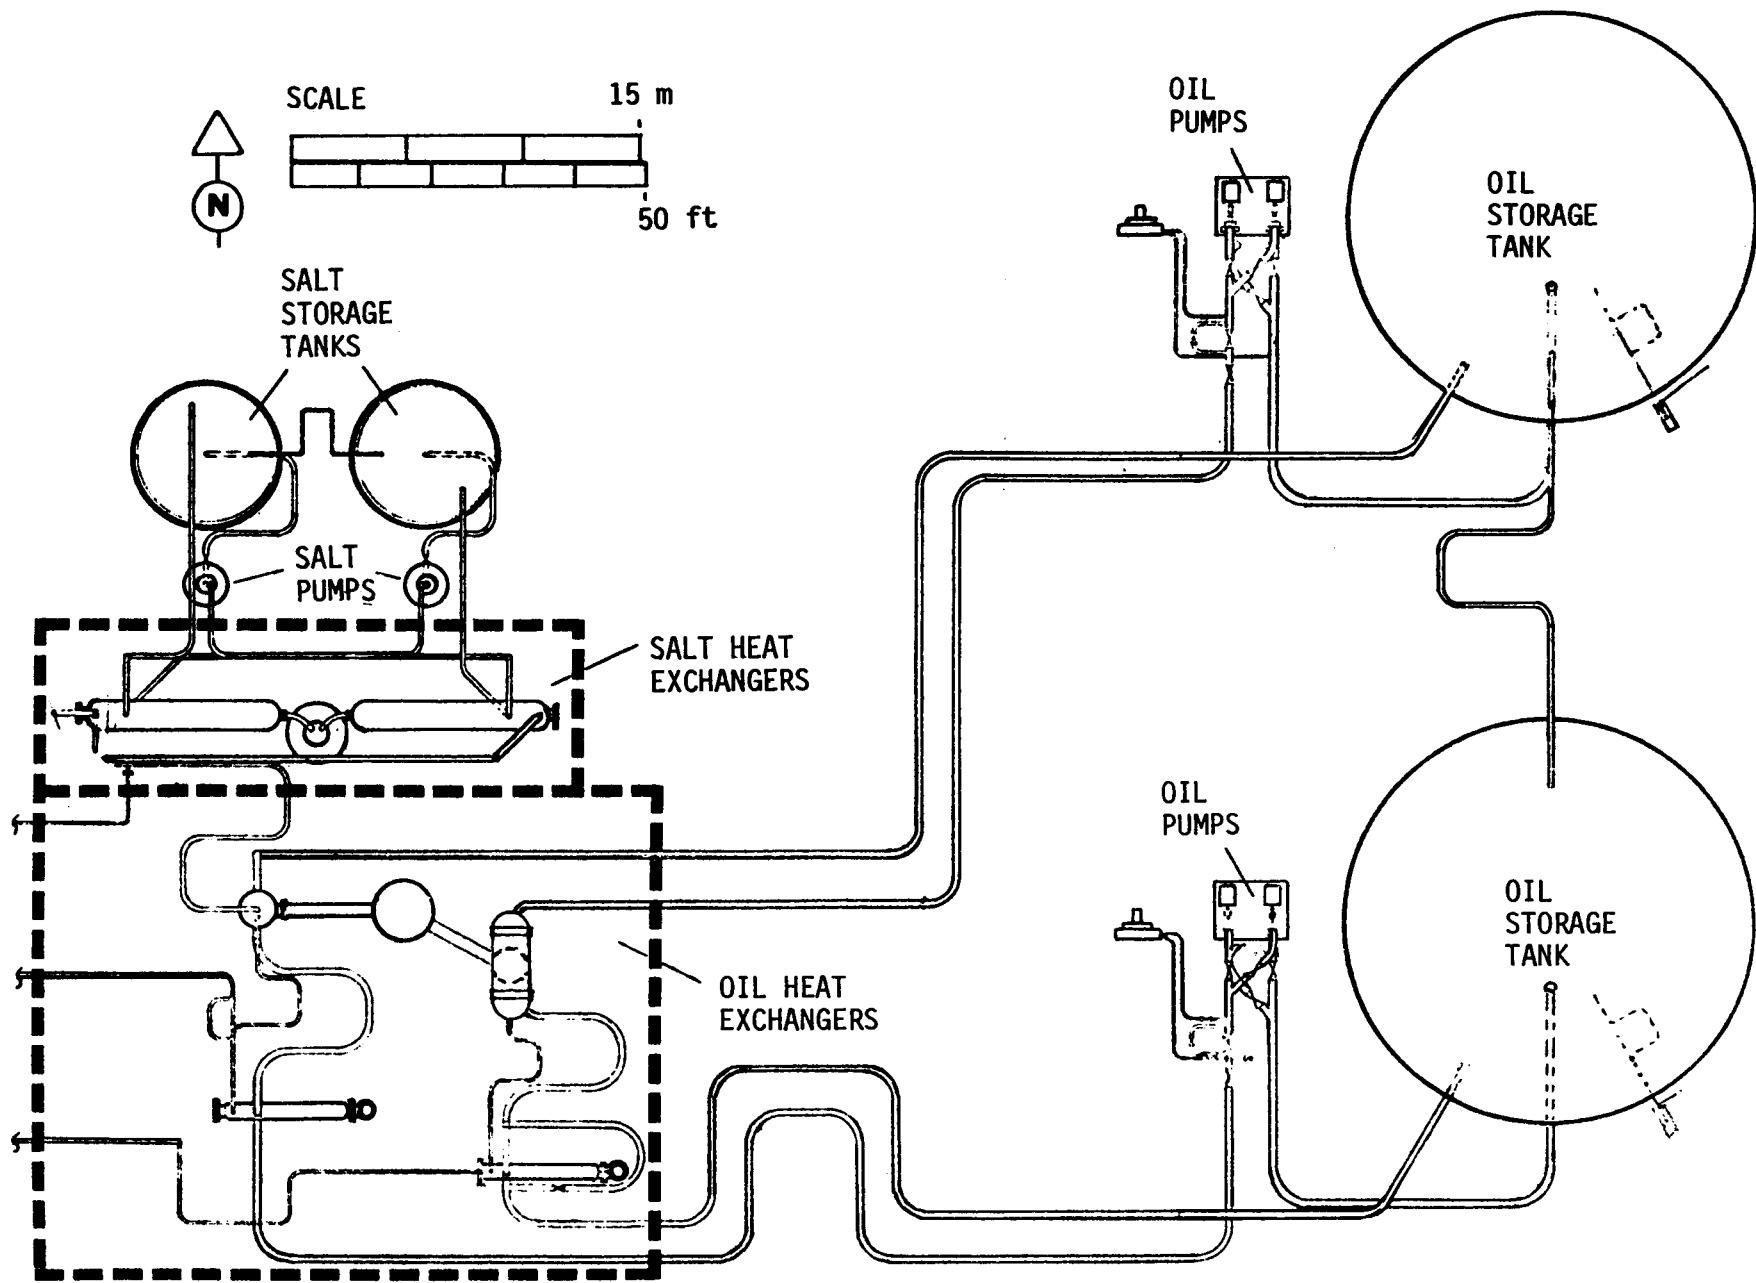 SCALE
15 m
50 ft
N
OIL
PUMPS
OIL
STORAGE
TANK
SALT
STORAGE
TANKS
SALT
PUMPS
SALT HEAT
EXCHANGERS
OIL
PUMPS
OIL
STORAGE
TANK
OIL HEAT
EXCHANGERS